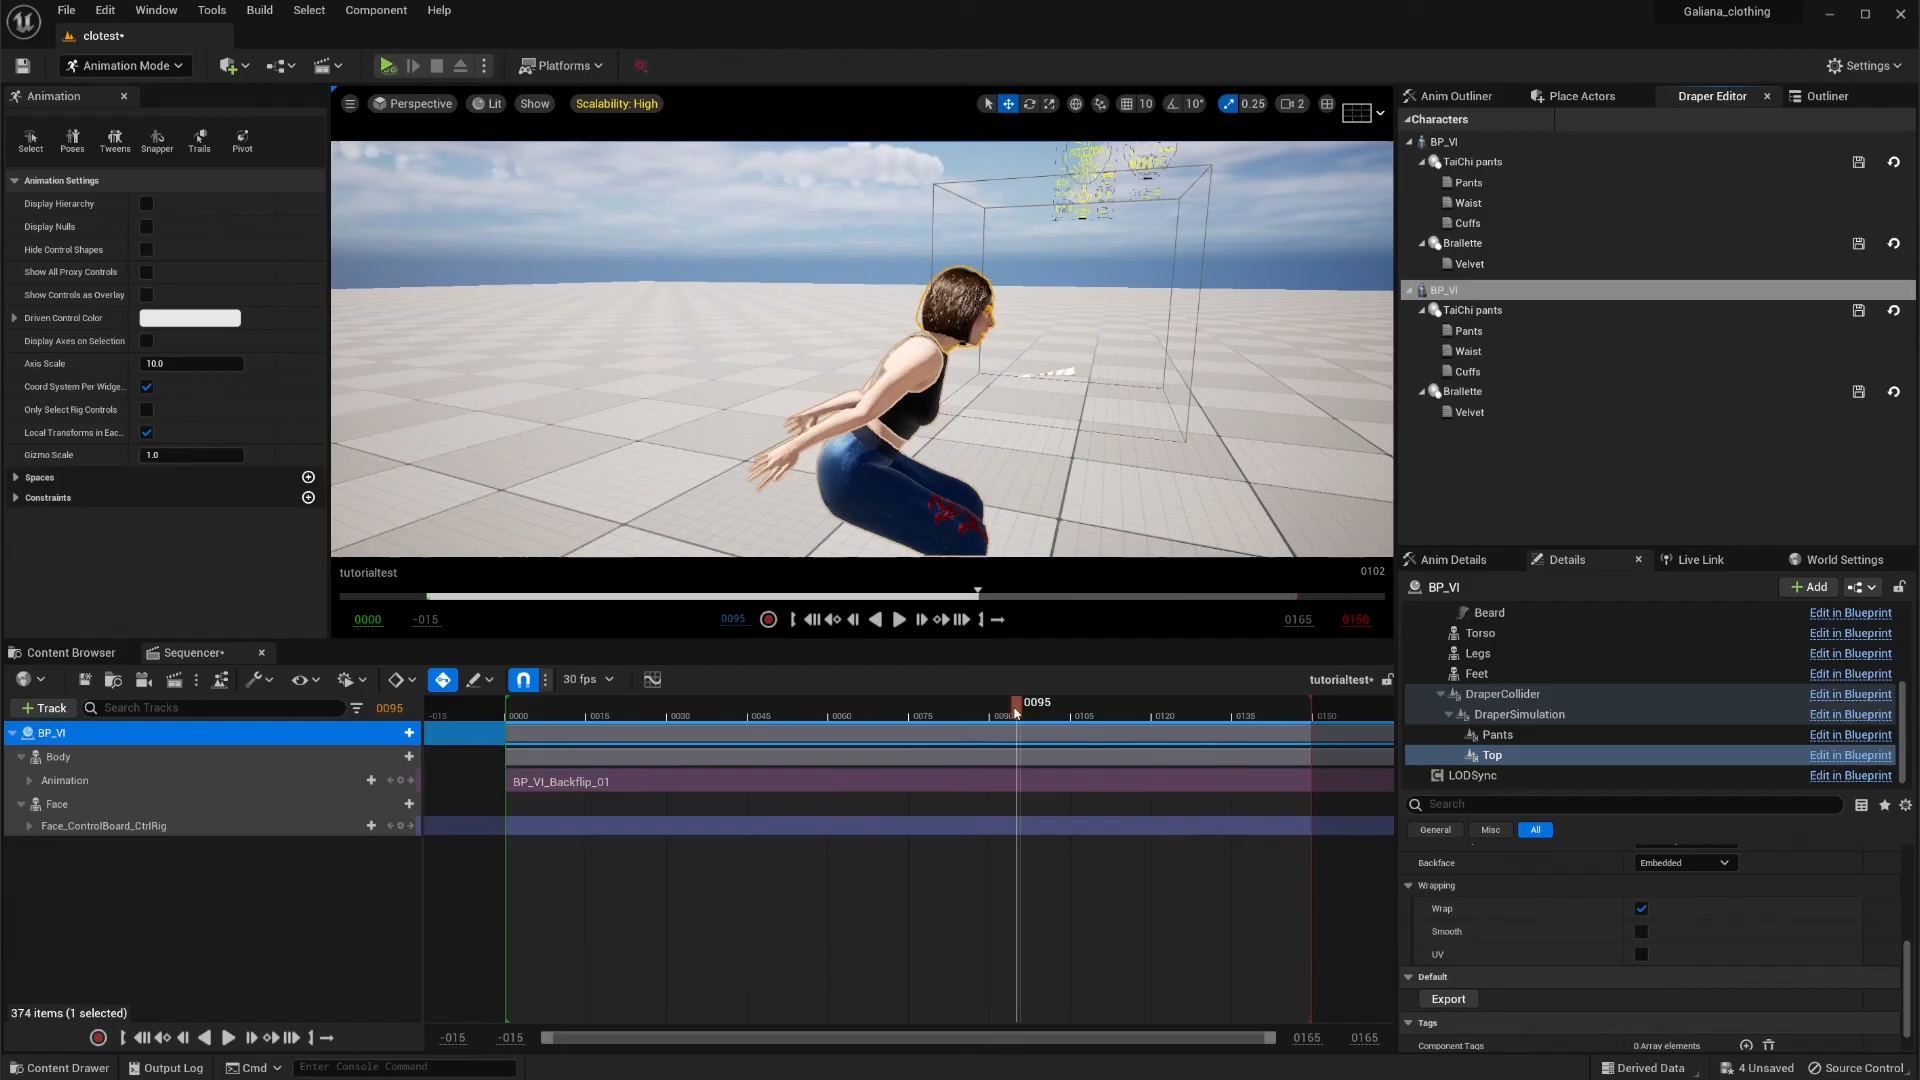 File Edit Window Tools Build Select Component Help
Galiana_clothing
clotest*
Animation Mode
Platforms
Settings
Animation
Perspective
Lit
Show
Scalability: High
10
10°
0.25
2
Anim Outliner
Place Actors
Draper Editor
Outliner
Select
Poses
Tweens
Snapper
Trails
Pivot
Animation Settings
Display Hierarchy
Display Nulls
Hide Control Shapes
Show All Proxy Controls
Show Controls as Overlay
Driven Control Color
Display Axes on Selection
Axis Scale 10.0
Coord System Per Widge...
Only Select Rig Controls
Local Transforms in Eac...
Gizmo Scale 1.0
Spaces
Constraints
Characters
BP_VI
TaiChi pants
Pants
Waist
Cuffs
Brallette
Velvet
BP_VI
TaiChi pants
Pants
Waist
Cuffs
Brallette
Velvet
tutorialtest
0102
0000
-015
0095
0165
0150
Anim Details
Details
Live Link
World Settings
BP_VI
Add
Beard Edit in Blueprint
Torso Edit in Blueprint
Legs Edit in Blueprint
Feet Edit in Blueprint
DraperCollider Edit in Blueprint
DraperSimulation Edit in Blueprint
Pants Edit in Blueprint
Top Edit in Blueprint
LODSync Edit in Blueprint
Search
General
Misc
All
Backface Embedded
Wrapping
Wrap
Smooth
UV
Default
Export
Tags
Component Tags 0 Array elements
Content Browser
Sequencer*
30 fps
tutorialtest*
Track
Search Tracks
0095
-015
0000
0015
0030
0045
0060
0075
0095
0105
0120
0135
0150
BP_VI
Body
Animation
BP_VI_Backflip_01
Face
Face_ControlBoard_CtrlRig
374 items (1 selected)
-015
-015
0165
0165
Content Drawer
Output Log
Cmd
Enter Console Command
Derived Data
4 Unsaved
Source Control